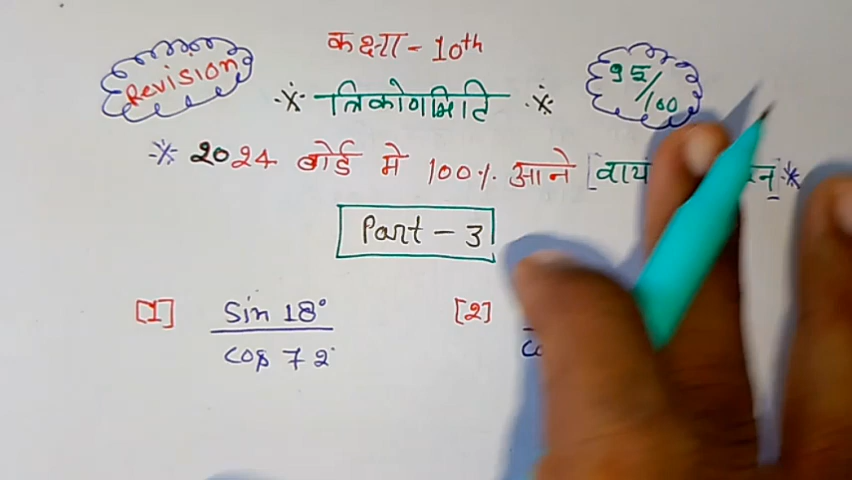 कक्षा - 10th
Revision
95/100
त्रिकोणमिति
2024 बोर्ड मे 100% आने [वाय
Part - 3
[1] Sin 18° [2]
cos 72°